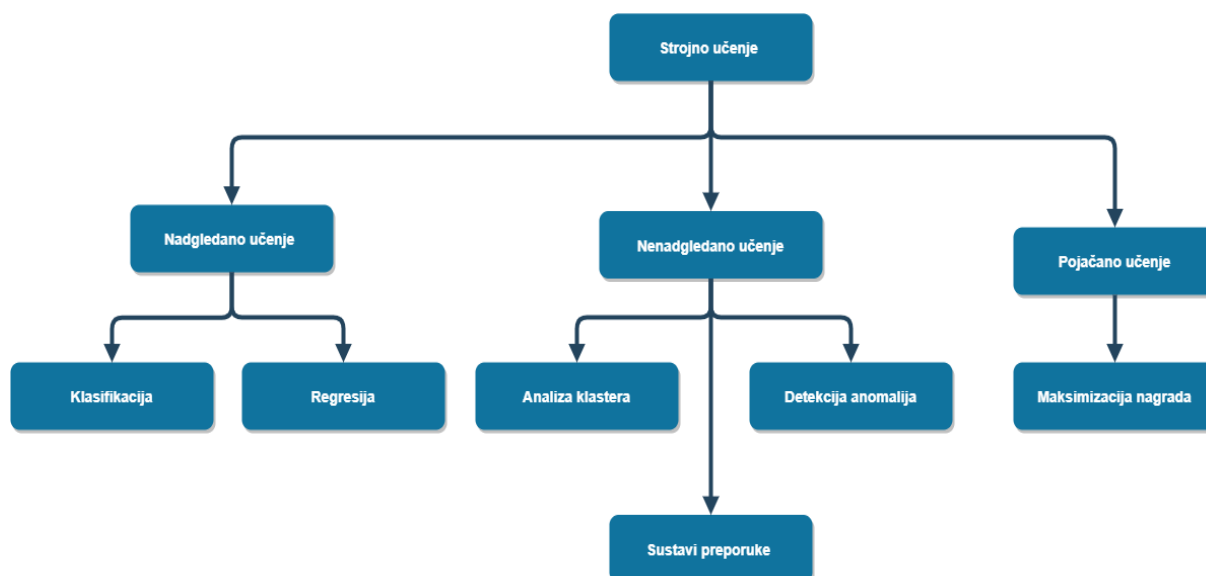 Strojno učenje
Nadgledano učenje
Nenadgledano učenje
Pojačano učenje
Klasifikacija
Regresija
Analiza klastera
Detekcija anomalija
Maksimizacija nagrada
Sustavi preporuke